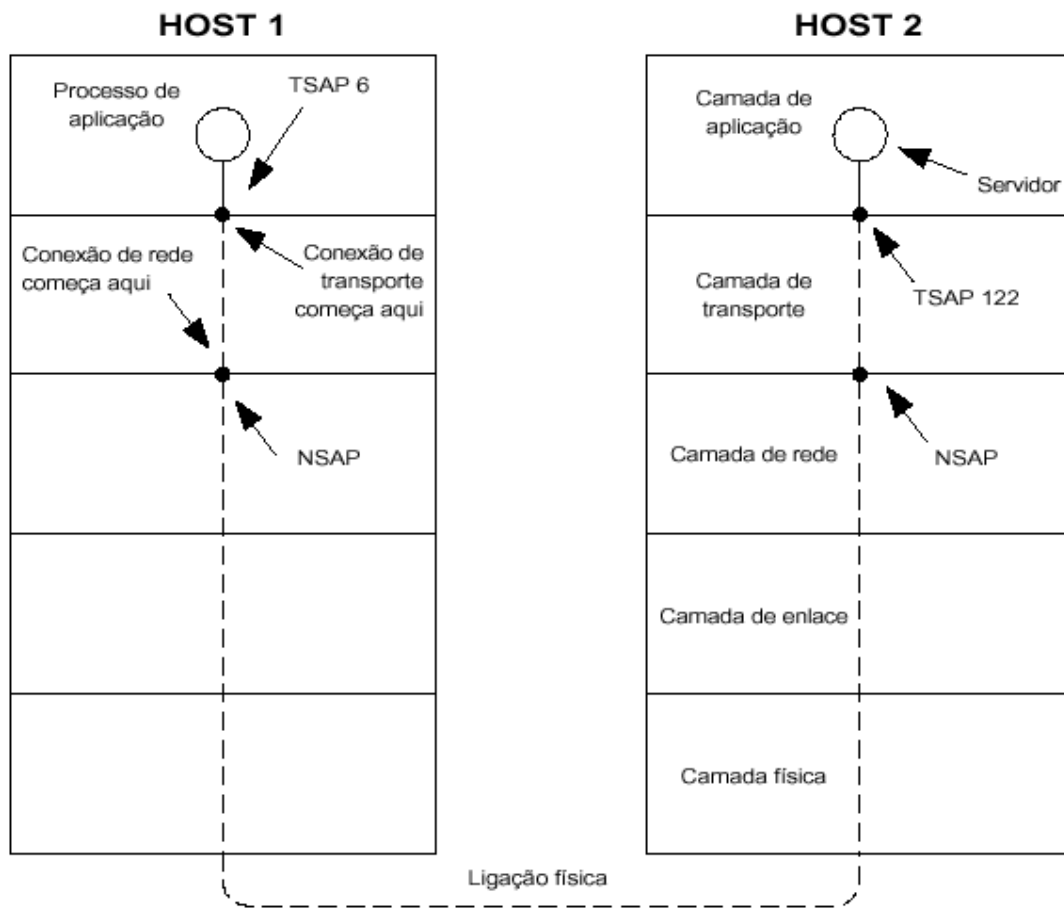 HOST 1
HOST 2
Processo de
aplicação
TSAP 6
Camada de
aplicação
Servidor
Conexão de rede
começa aqui
Conexão de
transporte
começa aqui
Camada de
transporte
TSAP 122
NSAP
Camada de rede
NSAP
Camada de enlace
Camada física
Ligação física